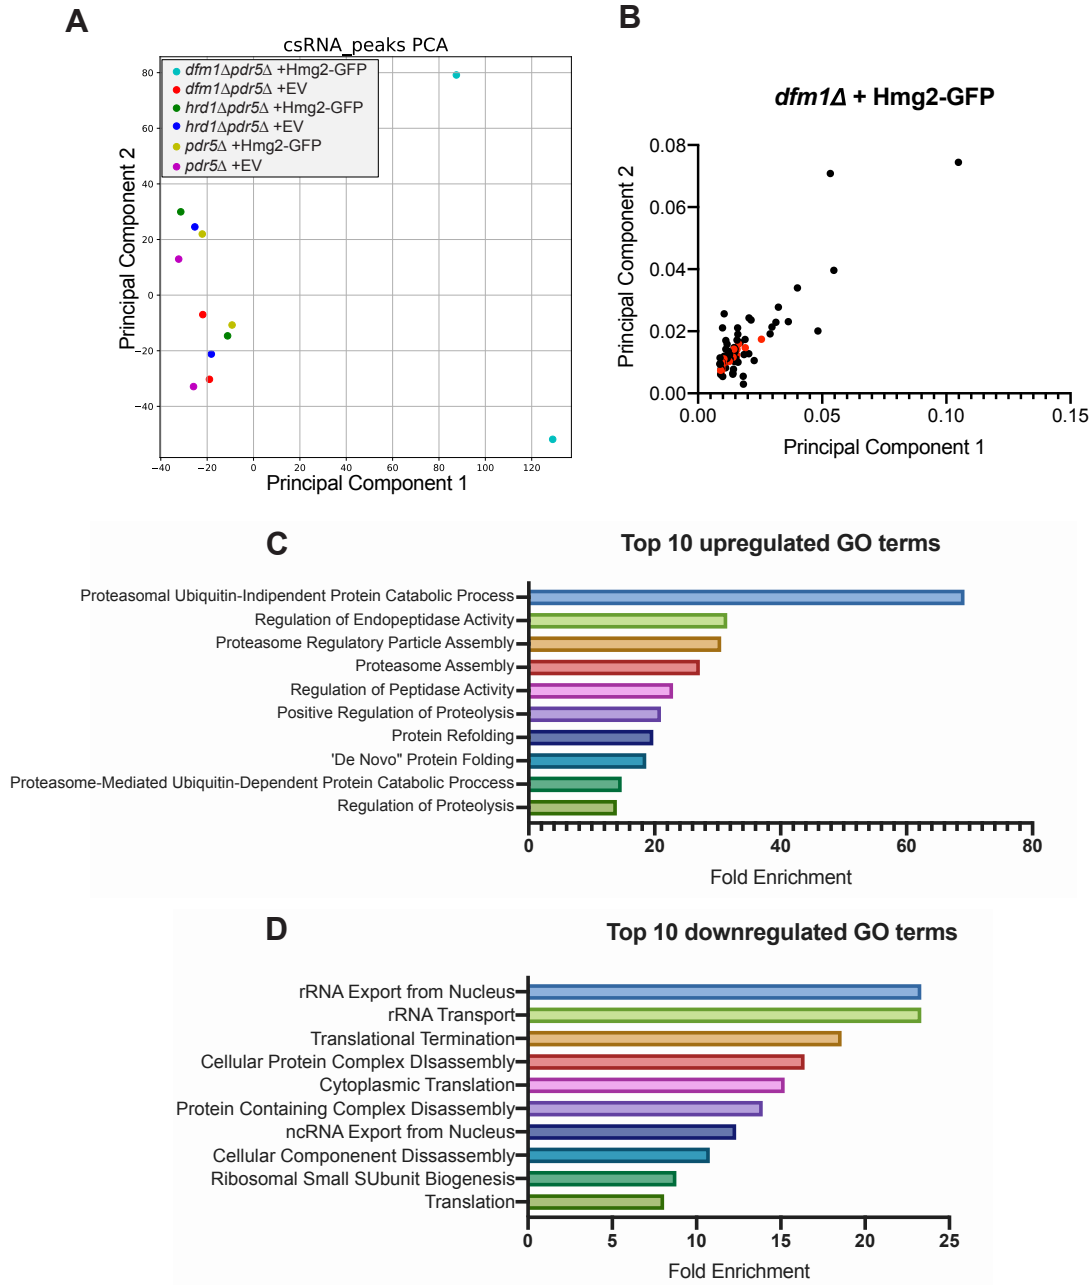 A
csRNA_peaks PCA
dfm1Δpdr5Δ +Hmg2-GFP
dfm1Δpdr5Δ +EV
hrd1Δpdr5Δ +Hmg2-GFP
hrd1Δpdr5Δ +EV
pdr5Δ +Hmg2-GFP
pdr5Δ +EV
Principal Component 2
80
60
40
20
0
−20
−40
−40 −20 0 20 40 60 80 100 120
Principal Component 1
B
dfm1Δ + Hmg2-GFP
Principal Component 2
0.08
0.06
0.04
0.02
0.00
0.00 0.05 0.10 0.15
Principal Component 1
C
Top 10 upregulated GO terms
Proteasomal Ubiquitin-Indipendent Protein Catabolic Process
Regulation of Endopeptidase Activity
Proteasome Regulatory Particle Assembly
Proteasome Assembly
Regulation of Peptidase Activity
Positive Regulation of Proteolysis
Protein Refolding
'De Novo" Protein Folding
Proteasome-Mediated Ubiquitin-Dependent Protein Catabolic Proccess
Regulation of Proteolysis
0 20 40 60 80
Fold Enrichment
D
Top 10 downregulated GO terms
rRNA Export from Nucleus
rRNA Transport
Translational Termination
Cellular Protein Complex DIsassembly
Cytoplasmic Translation
Protein Containing Complex Disassembly
ncRNA Export from Nucleus
Cellular Componenent Dissassembly
Ribosomal Small SUbunit Biogenesis
Translation
0 5 10 15 20 25
Fold Enrichment